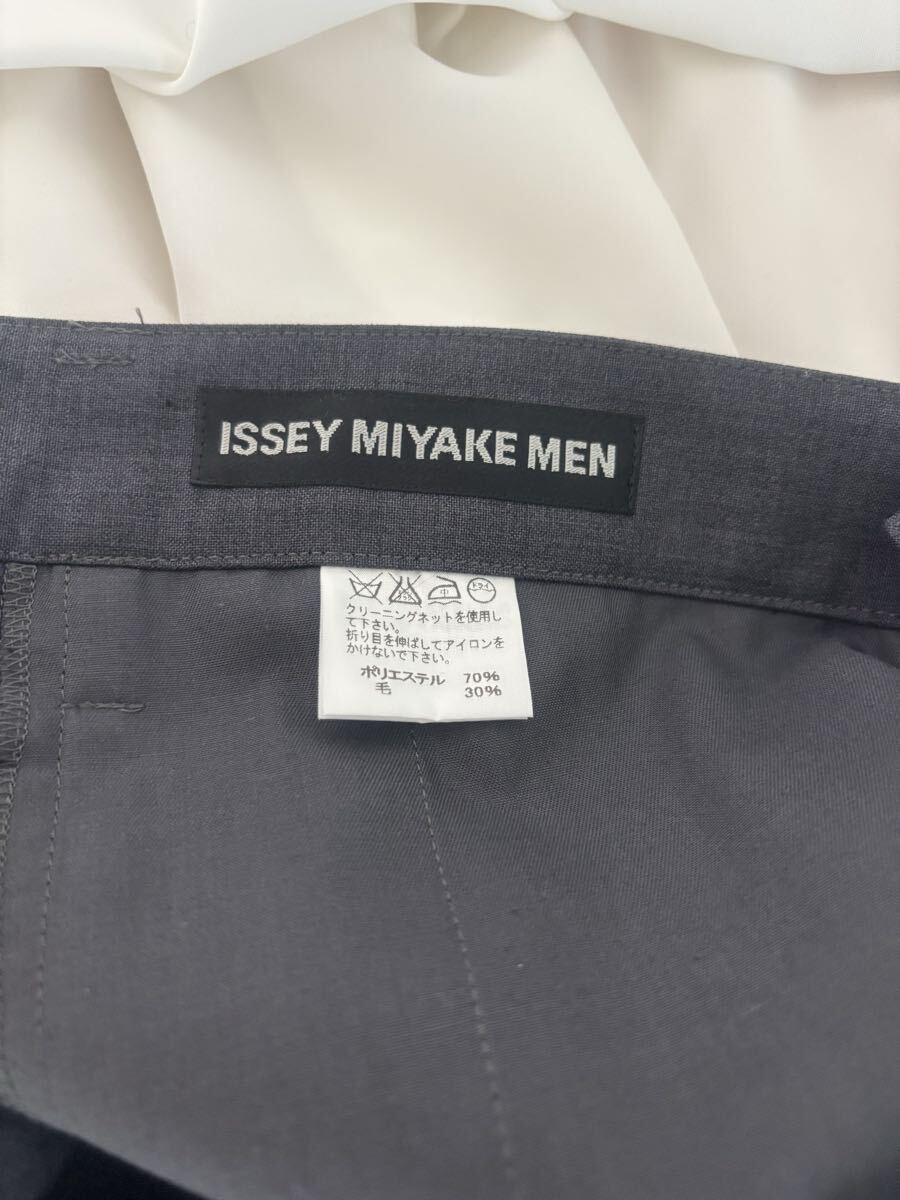 ISSEY MIYAKE MEN
中 ドライ
クリーニングネットを使用し
て下さい。
折り目を伸ばしてアイロンを
かけないで下さい。
ポリエステル 70%
毛 30%